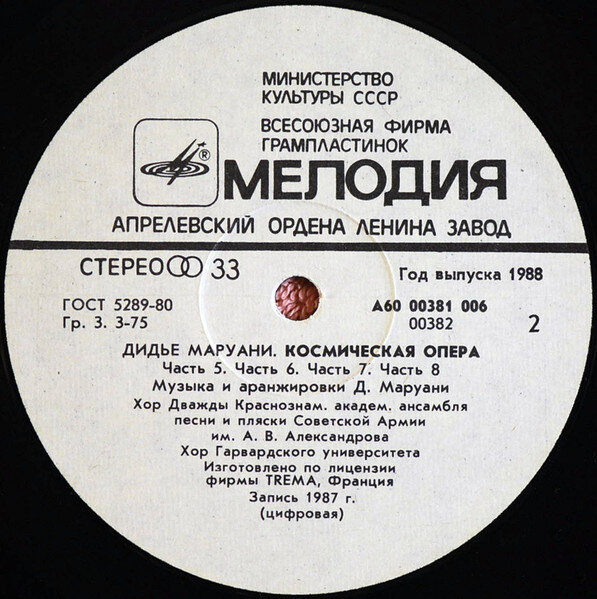 МИНИСТЕРСТВО
КУЛЬТУРЫ СССР
ВСЕСОЮЗНАЯ ФИРМА
ГРАМПЛАСТИНОК
®
МЕЛОДИЯ
АПРЕЛЕВСКИЙ ОРДЕНА ЛЕНИНА ЗАВОД
СТЕРЕО 33
Год выпуска 1988
ГОСТ 5289-80
Гр. 3. 3-75
А60 00381 006
00382
2
ДИДЬЕ МАРУАНИ. КОСМИЧЕСКАЯ ОПЕРА
Часть 5. Часть 6. Часть 7. Часть 8
Музыка и аранжировки Д. Маруани
Хор Дважды Краснознам. академ. ансамбля
песни и пляски Советской Армии
им. А. В. Александрова
Хор Гарвардского университета
Изготовлено по лицензии
фирмы TREMA, Франция
Запись 1987 г.
(цифровая)